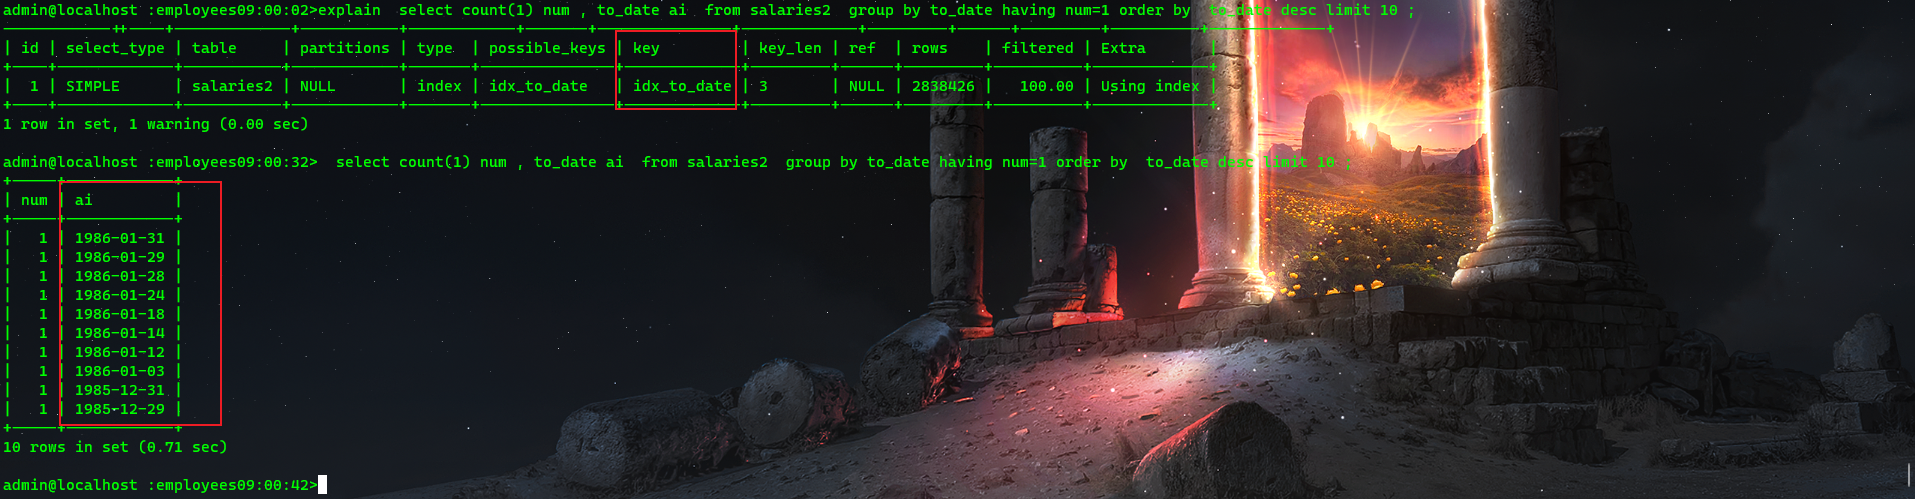 admin@localhost :employees09:00:02>explain  select count(1) num , to_date ai  from salaries2  group by to_date having num=1 order by  to_date desc limit 10 ;
| id | select_type | table     | partitions | type  | possible_keys | key         | key_len | ref  | rows    | filtered | Extra       |
|  1 | SIMPLE      | salaries2 | NULL       | index | idx_to_date   | idx_to_date | 3       | NULL | 2838426 |   100.00 | Using index |
1 row in set, 1 warning (0.00 sec)
admin@localhost :employees09:00:32>  select count(1) num , to_date ai  from salaries2  group by to_date having num=1 order by  to_date desc limit 10 ;
| num | ai         |
|   1 | 1986-01-31 |
|   1 | 1986-01-29 |
|   1 | 1986-01-28 |
|   1 | 1986-01-24 |
|   1 | 1986-01-18 |
|   1 | 1986-01-14 |
|   1 | 1986-01-12 |
|   1 | 1986-01-03 |
|   1 | 1985-12-31 |
|   1 | 1985-12-29 |
10 rows in set (0.71 sec)
admin@localhost :employees09:00:42>